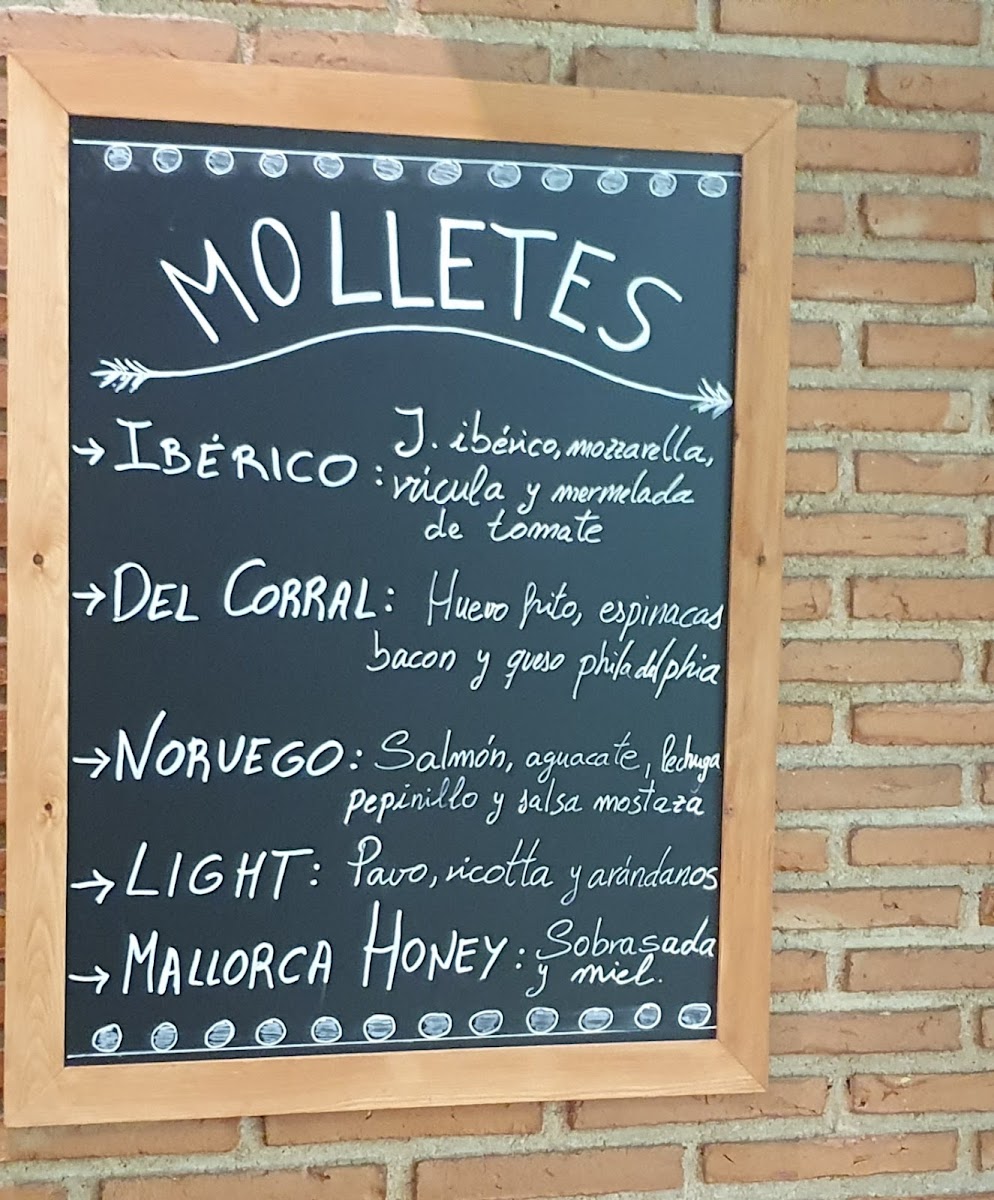 MOLLETES
→ IBÉRICO: J. ibérico, mozzarella,
rúcula y mermelada
de tomate
→ DEL CORRAL: Huevo frito, espinacas
bacon y queso philadelphia
→ NORUEGO: Salmón, aguacate, lechuga
pepinillo y salsa mostaza
→ LIGHT: Pavo, ricotta y arándanos
→ MALLORCA HONEY: Sobrasada
y miel.